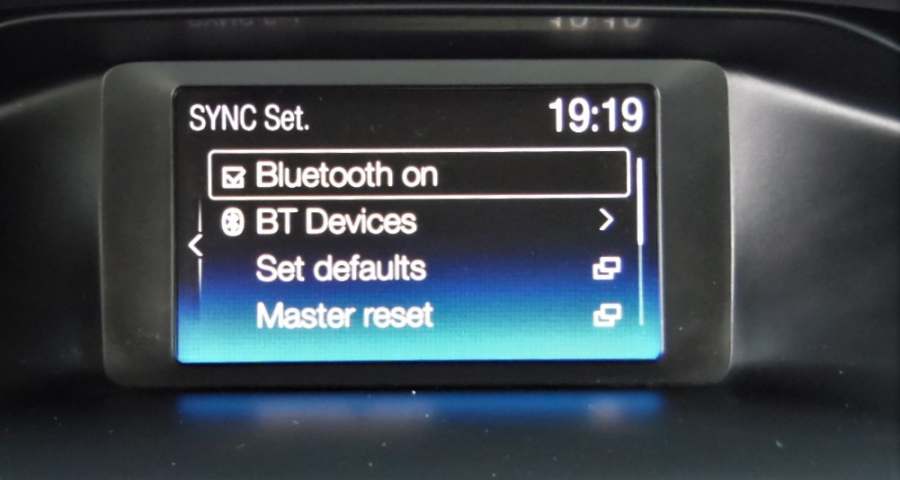 SYNC Set. 19:19
Bluetooth on
BT Devices
Set defaults
Master reset